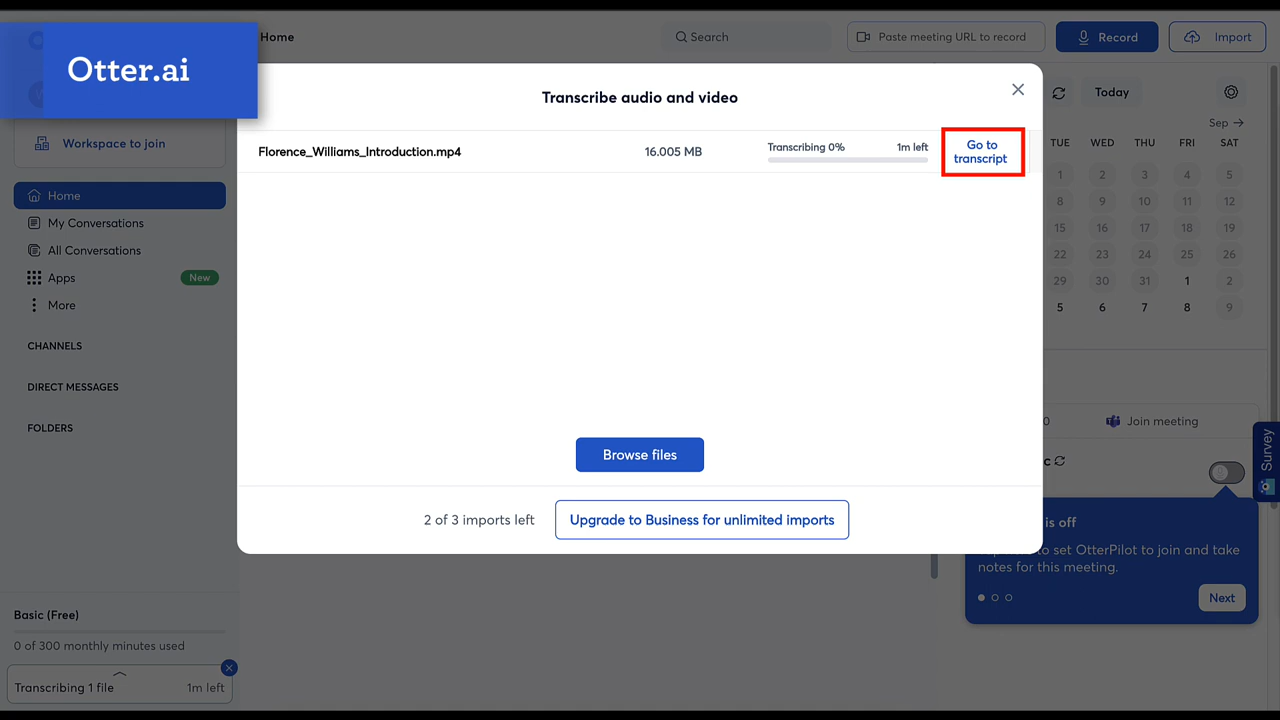 Otter.ai
Home
Search
Paste meeting URL to record
Record
Import
Workspace to join
Home
My Conversations
All Conversations
Apps
New
More
CHANNELS
DIRECT MESSAGES
FOLDERS
Basic (Free)
0 of 300 monthly minutes used
Transcribing 1 file
1m left
Transcribe audio and video
Florence_Williams_Introduction.mp4
16.005 MB
Transcribing 0%
1m left
Go to
transcript
Browse files
2 of 3 imports left
Upgrade to Business for unlimited imports
Today
Sep
TUE WED THU FRI SAT
1 2 3 4 5
8 9 10 11 12
15 16 17 18 19
22 23 24 25 26
29 30 31 1 2
5 6 7 8 9
0
Join meeting
c
Survey
is off
to set OtterPilot to join and take
notes for this meeting.
Next